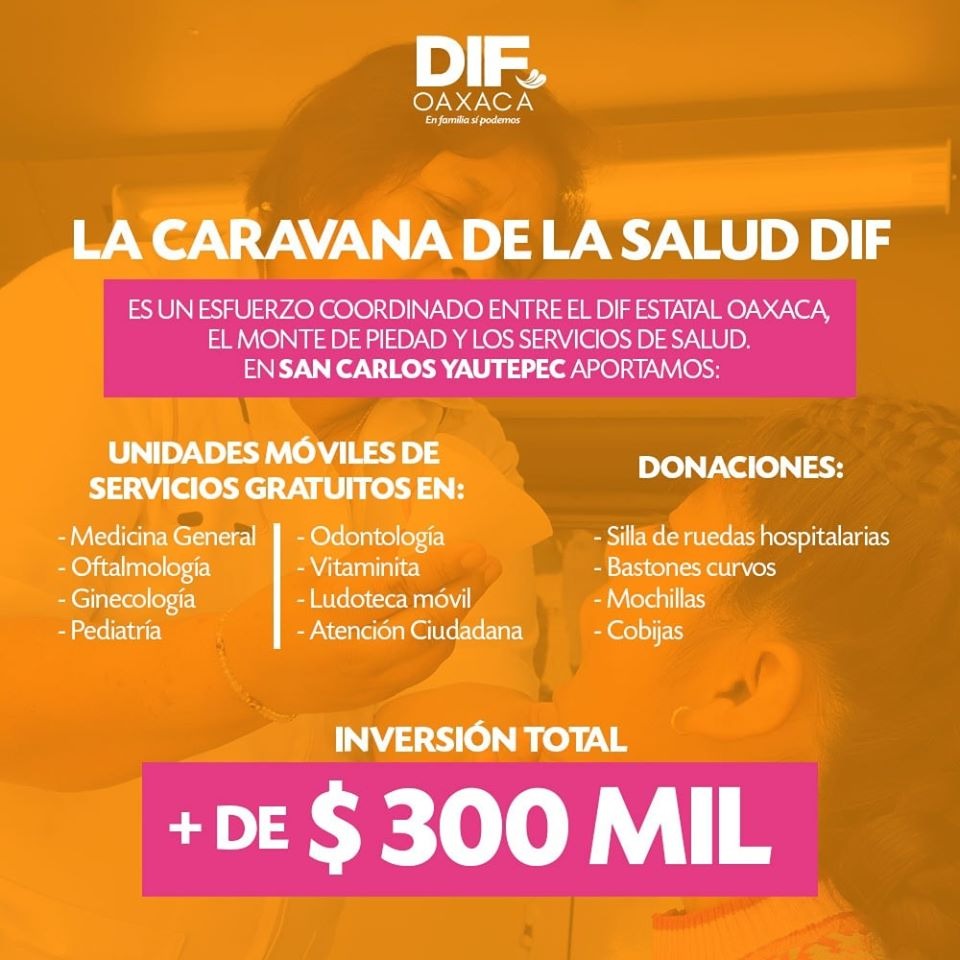 DIF
OAXACA
En familia sí podemos
LA CARAVANA DE LA SALUD DIF
ES UN ESFUERZO COORDINADO ENTRE EL DIF ESTATAL OAXACA,
EL MONTE DE PIEDAD Y LOS SERVICIOS DE SALUD.
EN SAN CARLOS YAUTEPEC APORTAMOS:
UNIDADES MÓVILES DE
SERVICIOS GRATUITOS EN:
- Medicina General
- Oftalmología
- Ginecología
- Pediatría
- Odontología
- Vitaminita
- Ludoteca móvil
- Atención Ciudadana
DONACIONES:
- Silla de ruedas hospitalarias
- Bastones curvos
- Mochillas
- Cobijas
INVERSIÓN TOTAL
+ DE $ 300 MIL